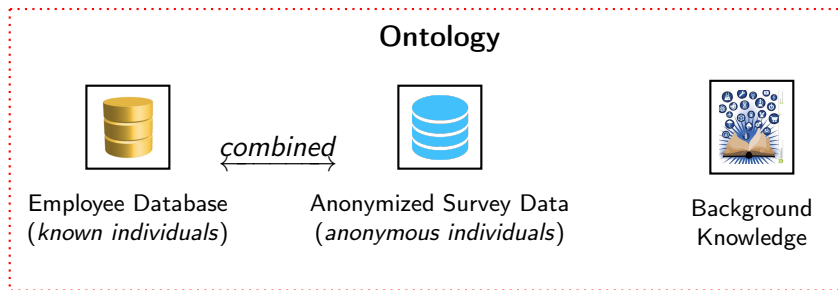 Ontology
combined
Employee Database
(known individuals)
Anonymized Survey Data
(anonymous individuals)
Background
Knowledge